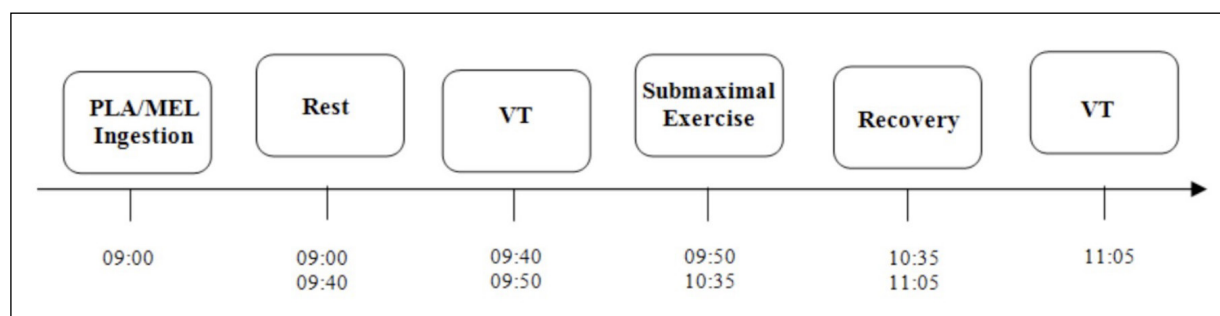 PLA/MEL
Ingestion
Rest
VT
Submaximal
Exercise
Recovery
VT
09:00
09:00
09:40
09:40
09:50
09:50
10:35
10:35
11:05
11:05